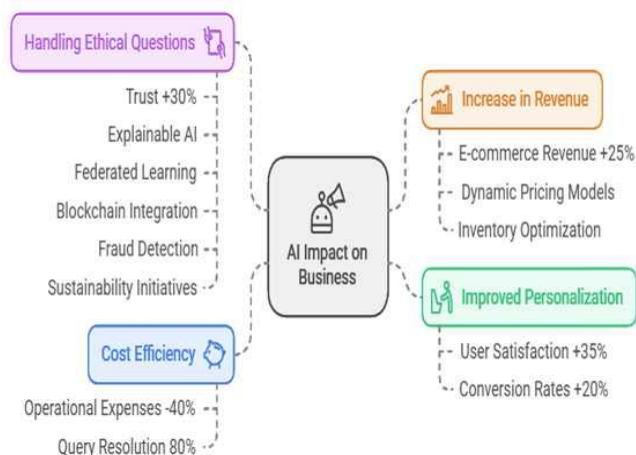 Handling Ethical Questions
Trust +30%
Explainable AI
Federated Learning
Blockchain Integration
Fraud Detection
Sustainability Initiatives
Cost Efficiency
Operational Expenses -40%
Query Resolution 80%
AI Impact on
Business
Increase in Revenue
E-commerce Revenue +25%
Dynamic Pricing Models
Inventory Optimization
Improved Personalization
User Satisfaction +35%
Conversion Rates +20%